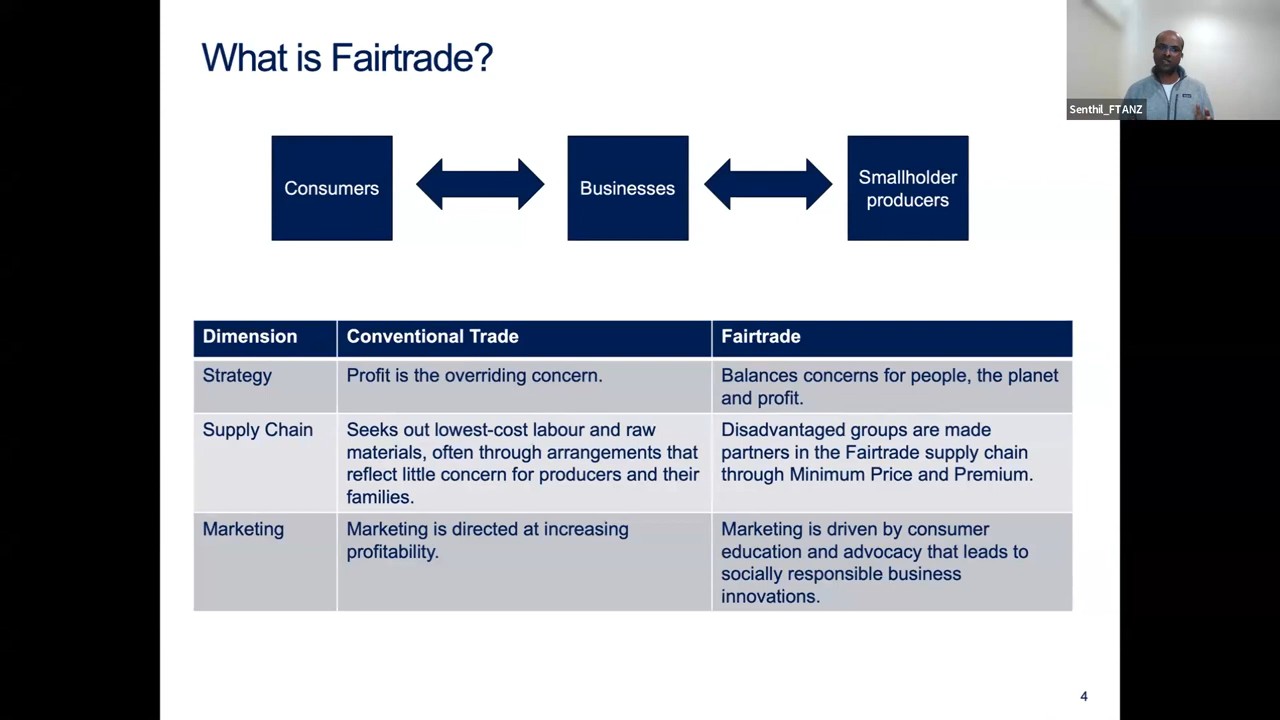 What is Fairtrade?
Senthil_FTANZ
Consumers
Businesses
Smallholder
producers
Dimension
Conventional Trade
Fairtrade
Strategy
Profit is the overriding concern.
Balances concerns for people, the planet
and profit.
Supply Chain
Seeks out lowest-cost labour and raw
materials, often through arrangements that
reflect little concern for producers and their
families.
Disadvantaged groups are made
partners in the Fairtrade supply chain
through Minimum Price and Premium.
Marketing
Marketing is directed at increasing
profitability.
Marketing is driven by consumer
education and advocacy that leads to
socially responsible business
innovations.
4